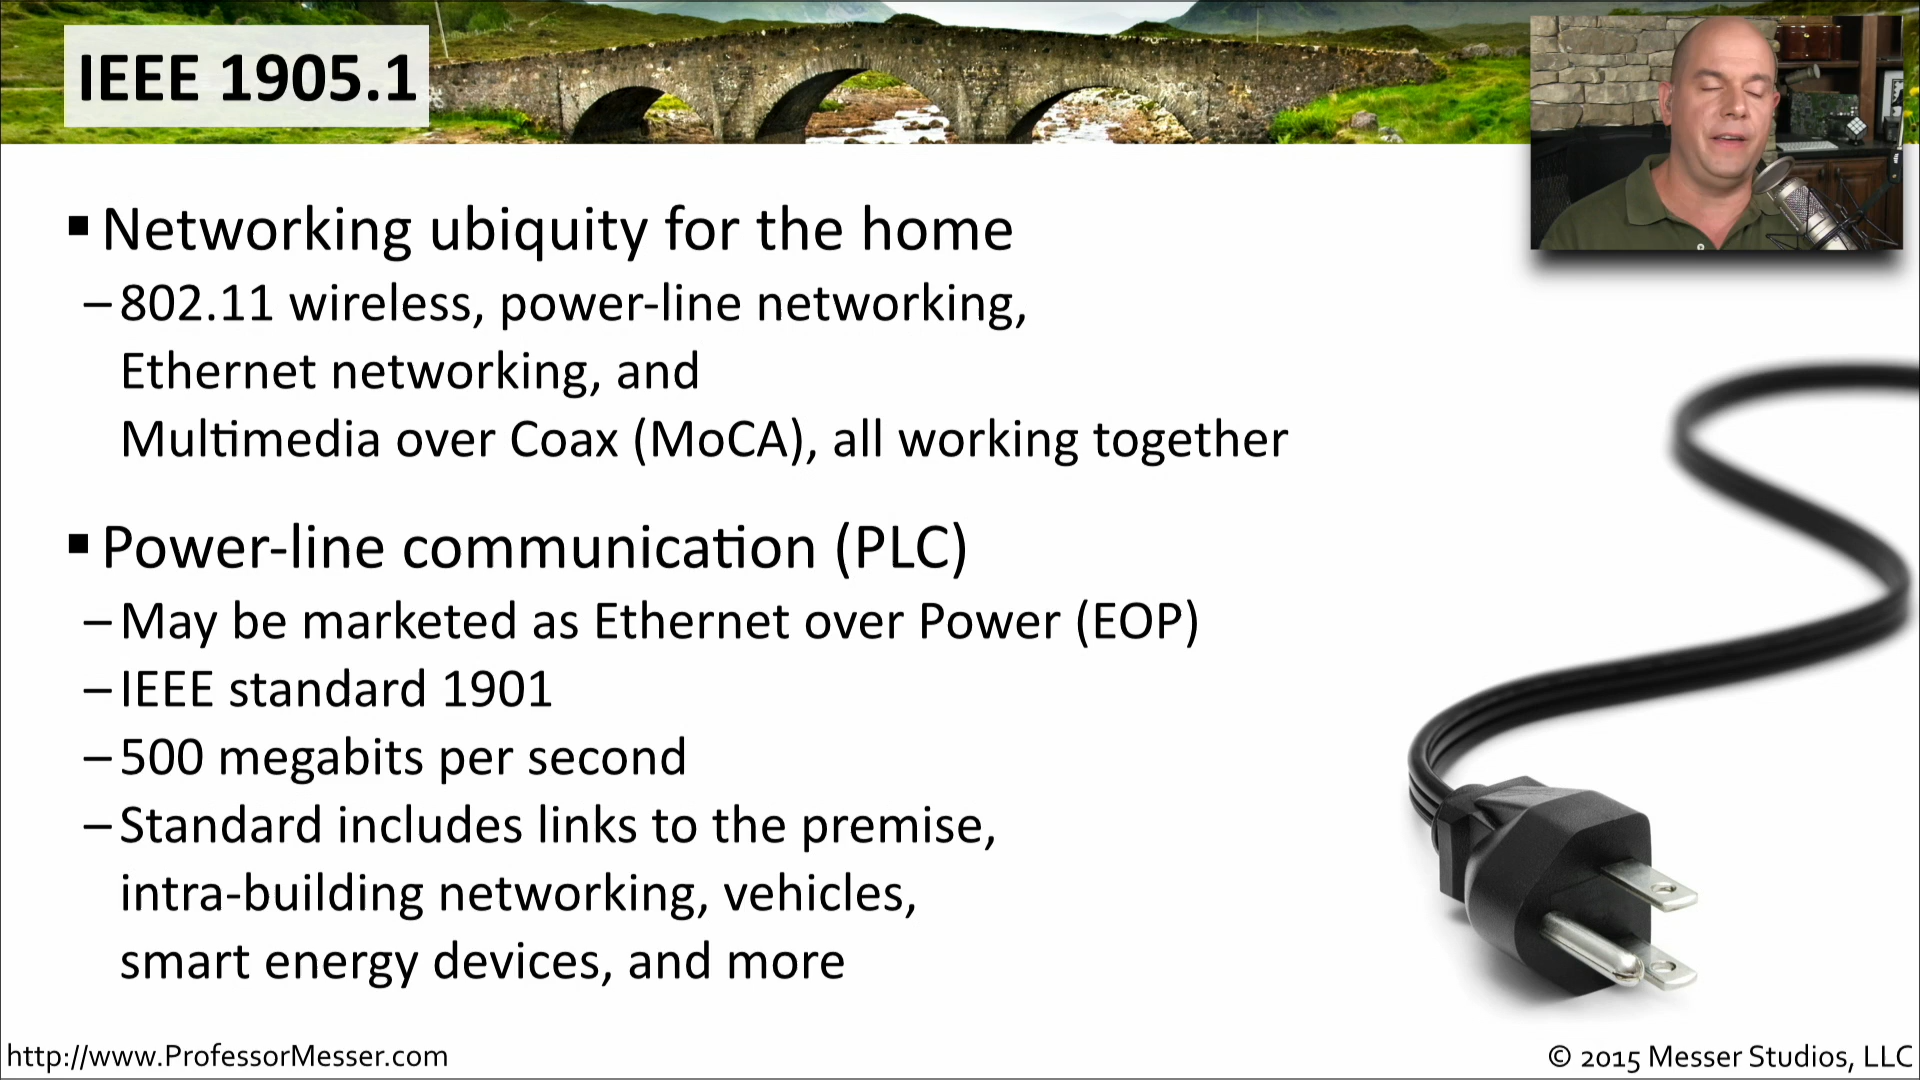 IEEE 1905.1
▪ Networking ubiquity for the home
– 802.11 wireless, power-line networking,
Ethernet networking, and
Multimedia over Coax (MoCA), all working together
▪ Power-line communication (PLC)
– May be marketed as Ethernet over Power (EOP)
– IEEE standard 1901
– 500 megabits per second
– Standard includes links to the premise,
intra-building networking, vehicles,
smart energy devices, and more
http://www.ProfessorMesser.com
© 2015 Messer Studios, LLC